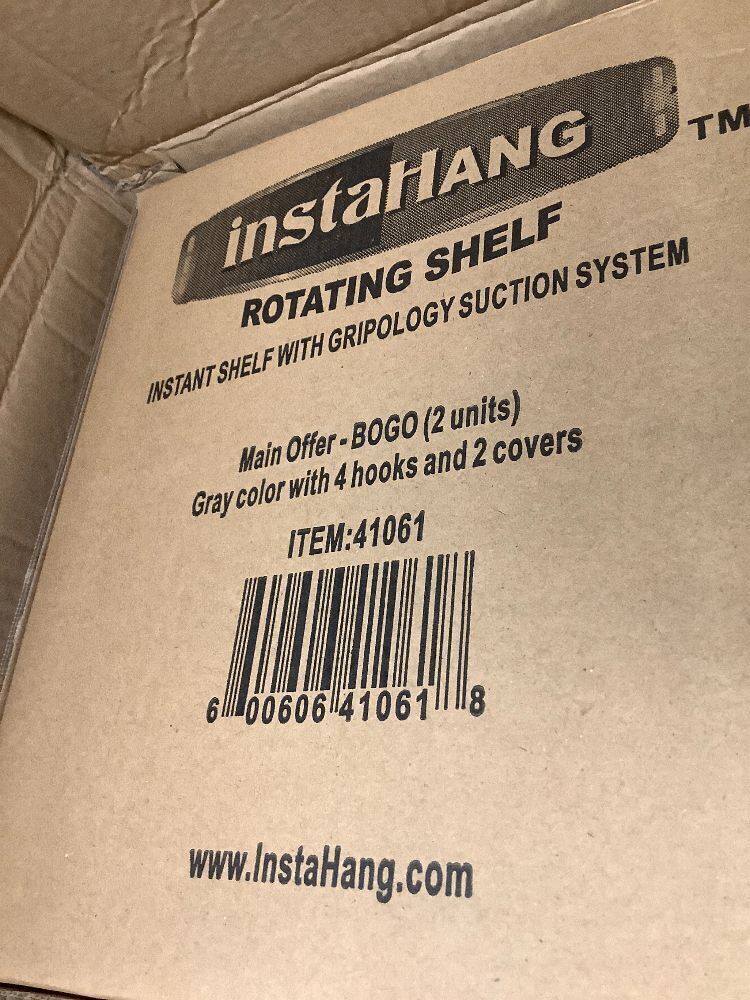 instaHANG ™
ROTATING SHELF
INSTANT SHELF WITH GRIPOLOGY SUCTION SYSTEM
Main Offer - BOGO (2 units)
Gray color with 4 hooks and 2 covers
ITEM:41061
6 00606 41061 8
www.InstaHang.com